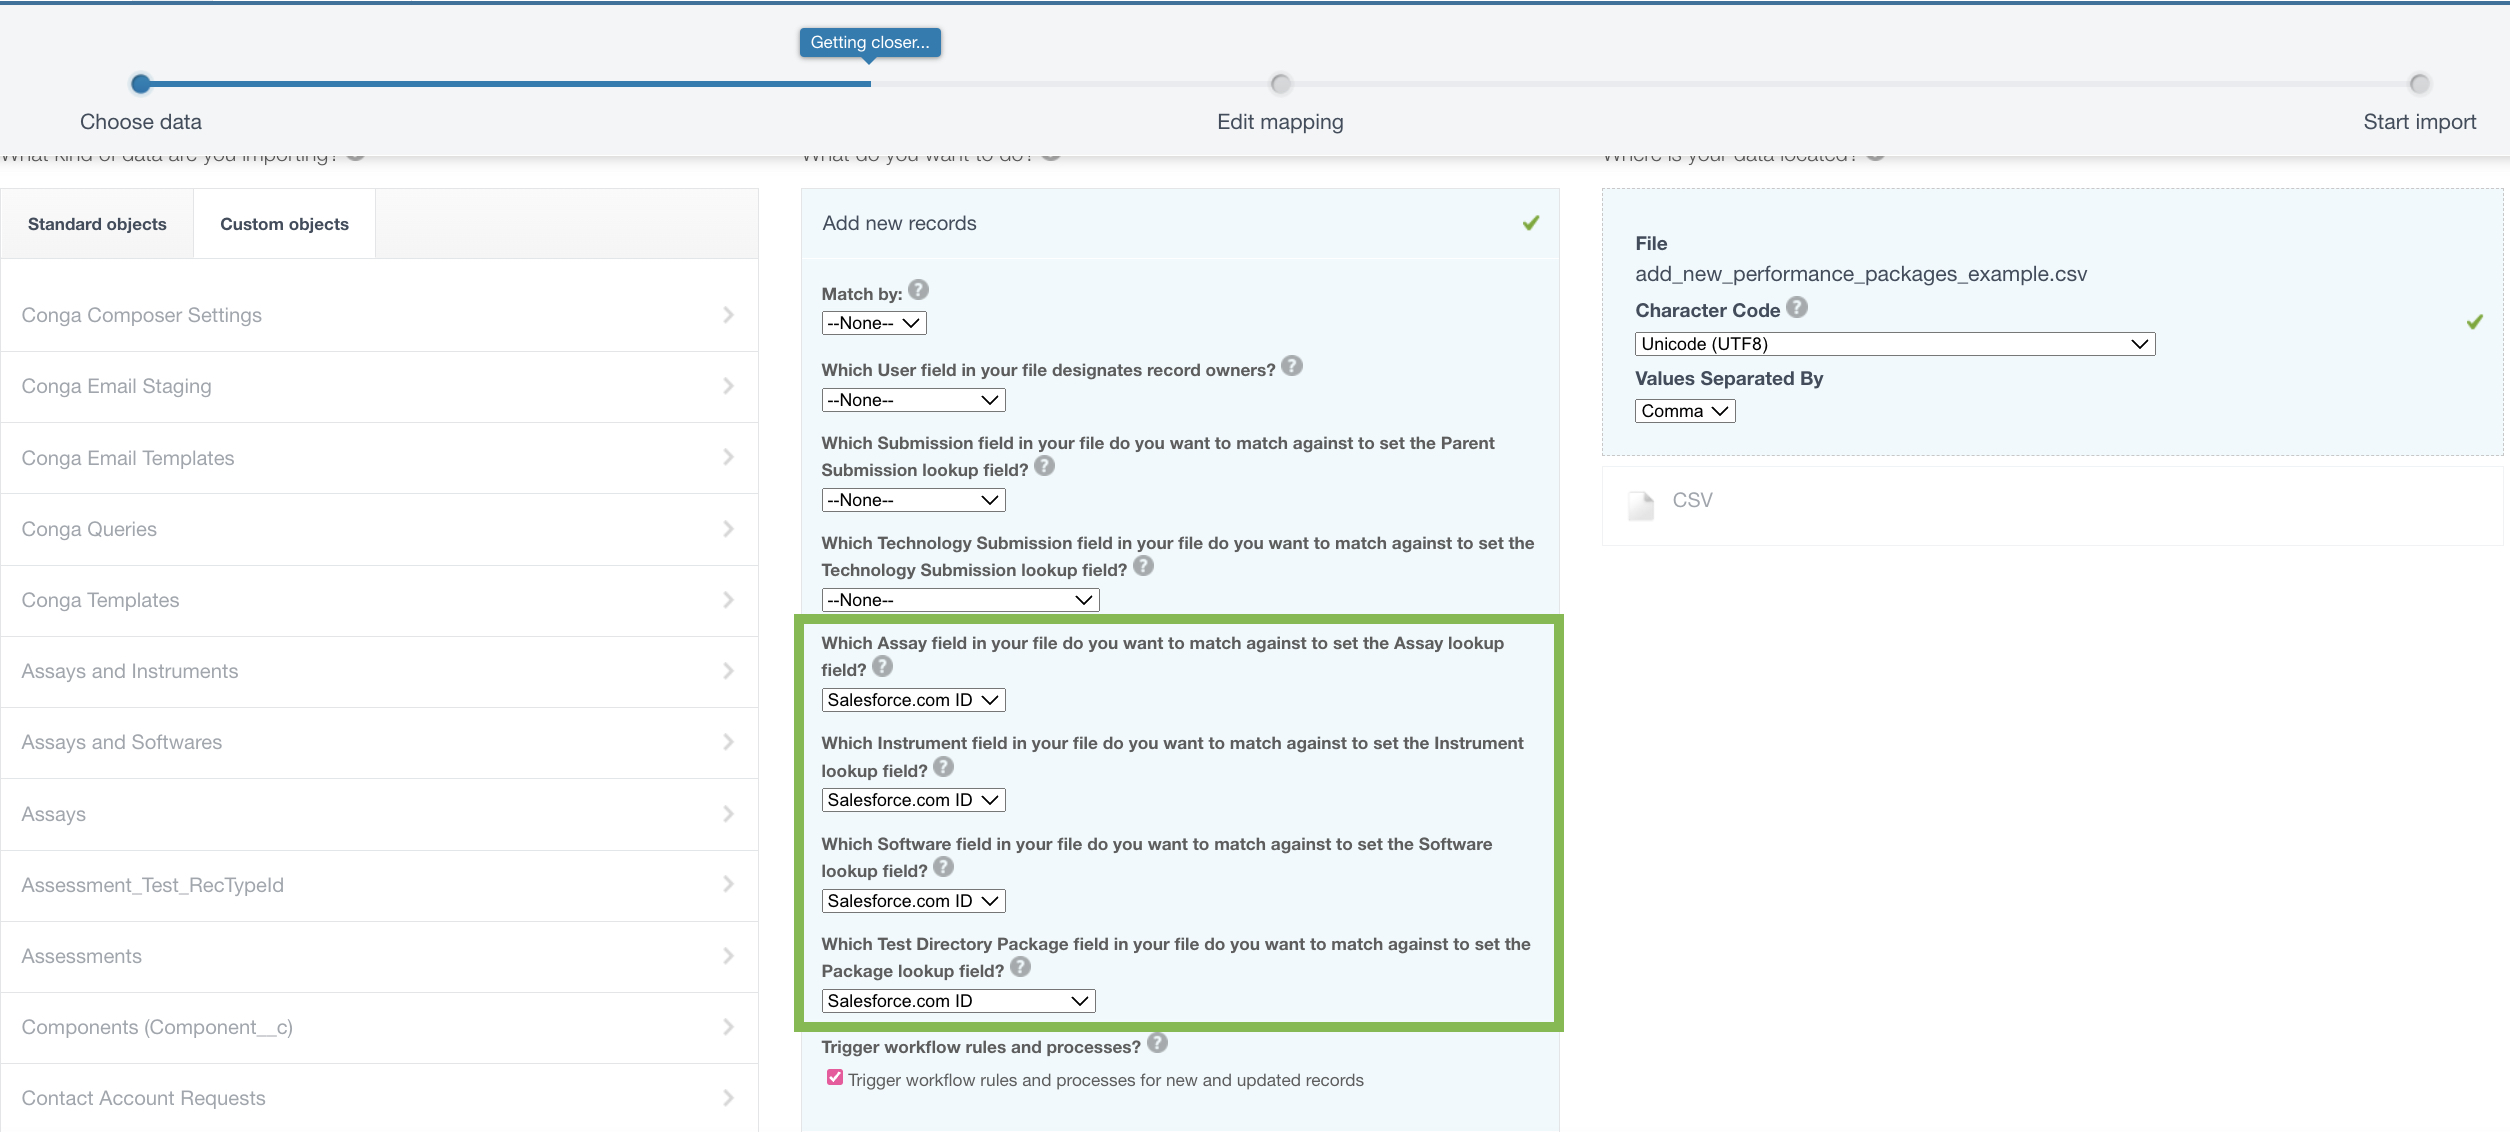 Getting closer...
Choose data
Edit mapping
Start import
What kind of data are you importing?
What do you want to do?
Where is your data located?
Standard objects
Custom objects
Conga Composer Settings
Conga Email Staging
Conga Email Templates
Conga Queries
Conga Templates
Assays and Instruments
Assays and Softwares
Assays
Assessment_Test_RecTypeId
Assessments
Components (Component__c)
Contact Account Requests
Add new records
Match by: ?
--None--
Which User field in your file designates record owners? ?
--None--
Which Submission field in your file do you want to match against to set the Parent
Submission lookup field? ?
--None--
Which Technology Submission field in your file do you want to match against to set the
Technology Submission lookup field? ?
--None--
Which Assay field in your file do you want to match against to set the Assay lookup
field? ?
Salesforce.com ID
Which Instrument field in your file do you want to match against to set the Instrument
lookup field? ?
Salesforce.com ID
Which Software field in your file do you want to match against to set the Software
lookup field? ?
Salesforce.com ID
Which Test Directory Package field in your file do you want to match against to set the
Package lookup field? ?
Salesforce.com ID
Trigger workflow rules and processes? ?
Trigger workflow rules and processes for new and updated records
File
add_new_performance_packages_example.csv
Character Code ?
Unicode (UTF8)
Values Separated By
Comma
CSV